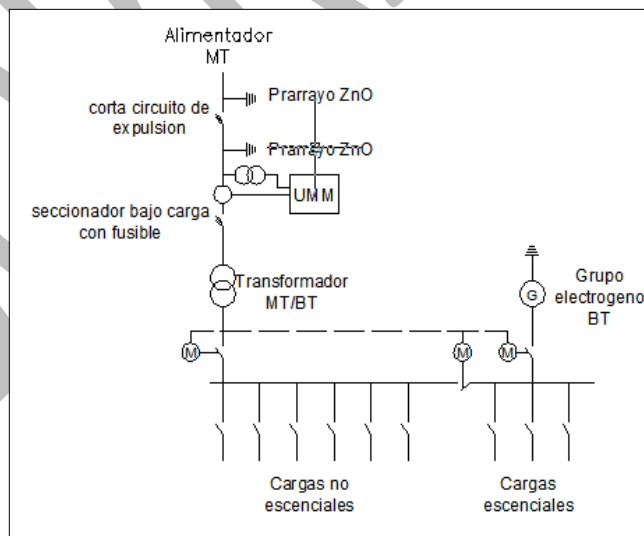 Alimentador
MT
Prarrayo ZnO
corta circuito de
expulsion
Prarrayo ZnO
UMM
seccionador bajo carga
con fusible
Transformador
MT/BT
Grupo
electrogeno
BT
G
M
M
M
Cargas no
escenciales
Cargas
escenciales